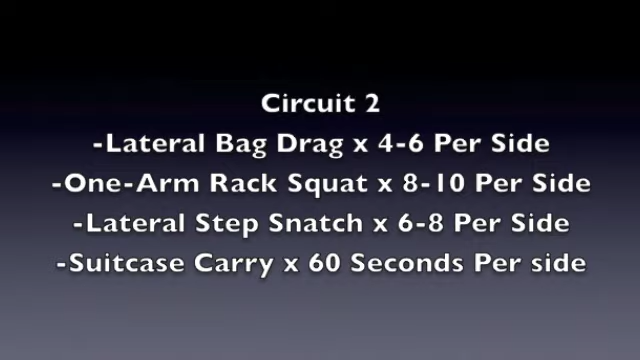 Circuit 2
-Lateral Bag Drag x 4-6 Per Side
-One-Arm Rack Squat x 8-10 Per Side
-Lateral Step Snatch x 6-8 Per Side
-Suitcase Carry x 60 Seconds Per side